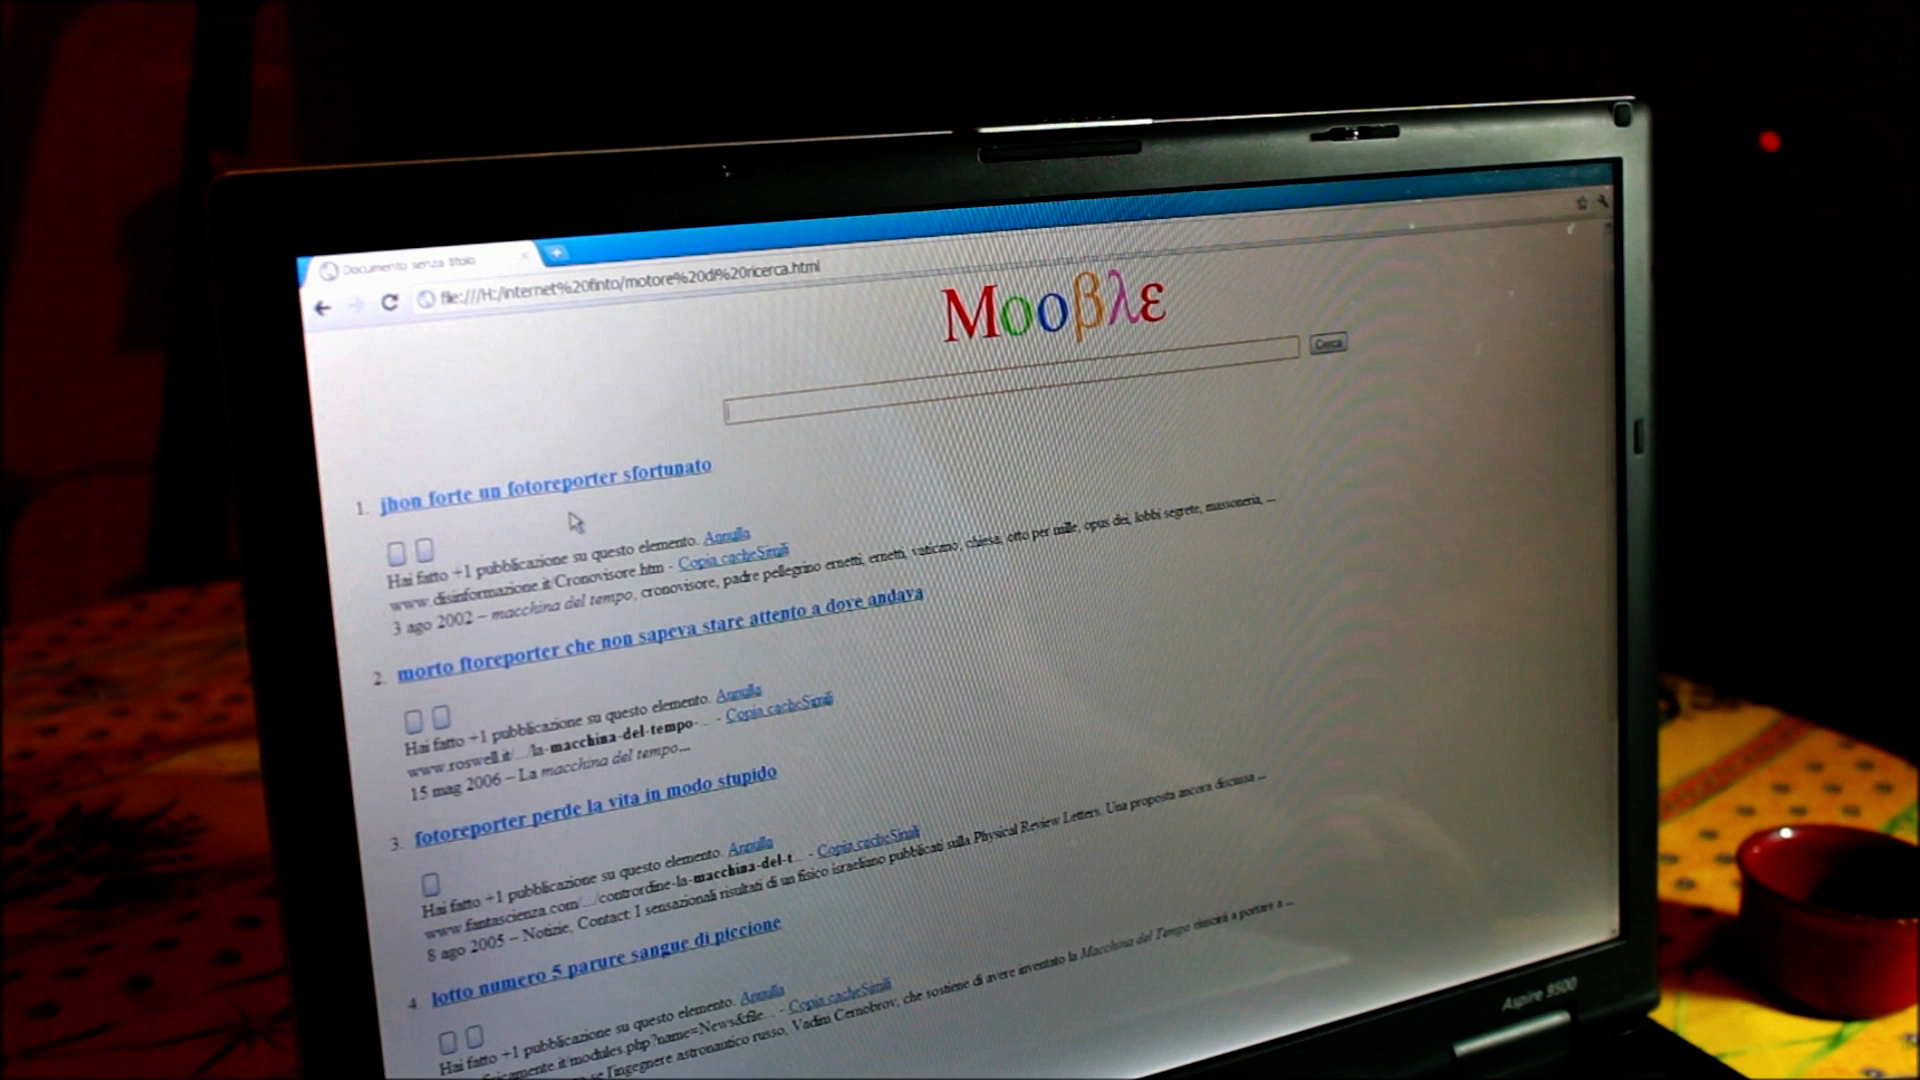 Documento senza titolo
file:///H:/internet%20finto/motore%20di%20ricerca.html
Mooβλε
Cerca
1. jhon forte un fotoreporter sfortunato
Hai fatto +1 pubblicazione su questo elemento. Annulla
www.disinformazione.it/Cronovisore.htm - Copia cacheSimili
3 ago 2002 – macchina del tempo, cronovisore, padre pellegrino ernetti, ernetti, vaticano, chiesa, otto per mille, opus dei, lobbi segrete, massoneria, ...
2. morto ftoreporter che non sapeva stare attento a dove andava
Hai fatto +1 pubblicazione su questo elemento. Annulla
www.roswell.it/.../la-macchina-del-tempo-... - Copia cacheSimili
15 mag 2006 – La macchina del tempo...
3. fotoreporter perde la vita in modo stupido
Hai fatto +1 pubblicazione su questo elemento. Annulla
www.fantascienza.com/.../contrordine-la-macchina-del-t... - Copia cacheSimili
8 ago 2005 – Notizie, Contact: I sensazionali risultati di un fisico israeliano pubblicati sulla Physical Review Letters. Una proposta ancora discussa ...
4. lotto numero 5 parure sangue di piccione
Hai fatto +1 pubblicazione su questo elemento. Annulla
.it/modules.php?name=News&file... - Copia cacheSimili
se l'ingegnere astronautico russo, Vadim Cernobrov, che sostiene di avere inventato la Macchina del Tempo riuscirà a portare a ...
Aspire 9500